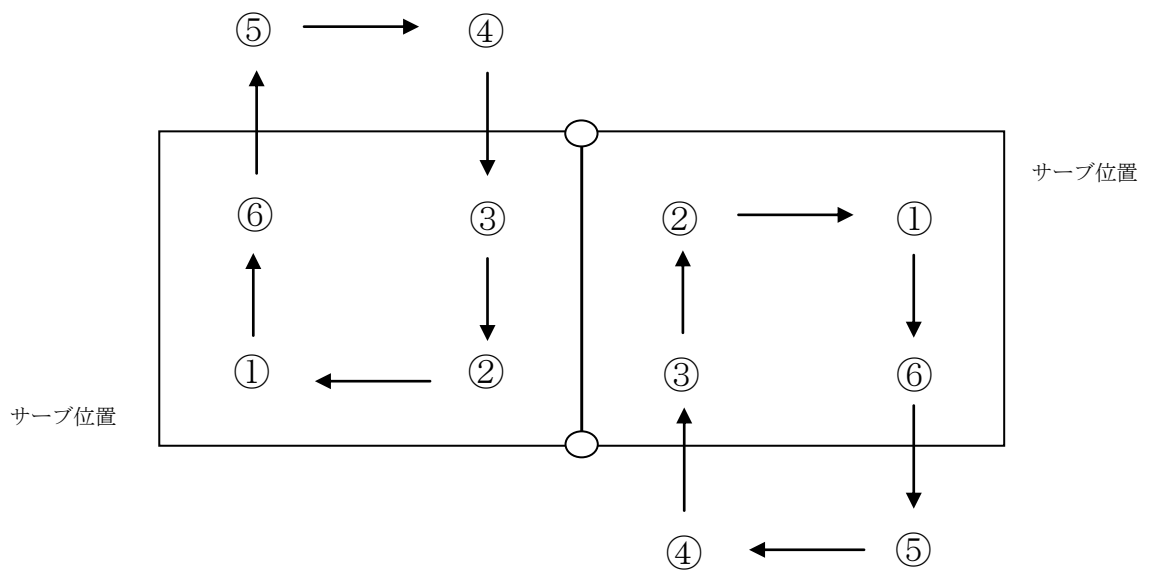 ⑤ ④
サーブ位置
⑥ ③ ② ①
① ② ③ ⑥
サーブ位置
④ ⑤